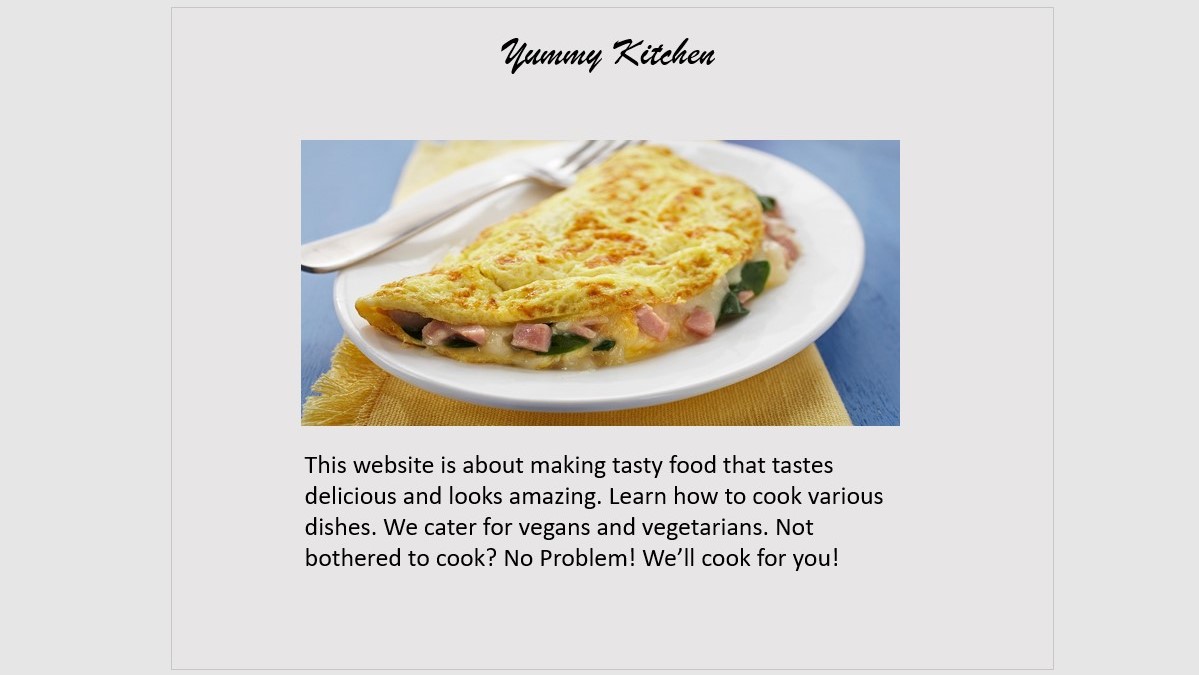 Yummy Kitchen
This website is about making tasty food that tastes
delicious and looks amazing. Learn how to cook various
dishes. We cater for vegans and vegetarians. Not
bothered to cook? No Problem! We’ll cook for you!